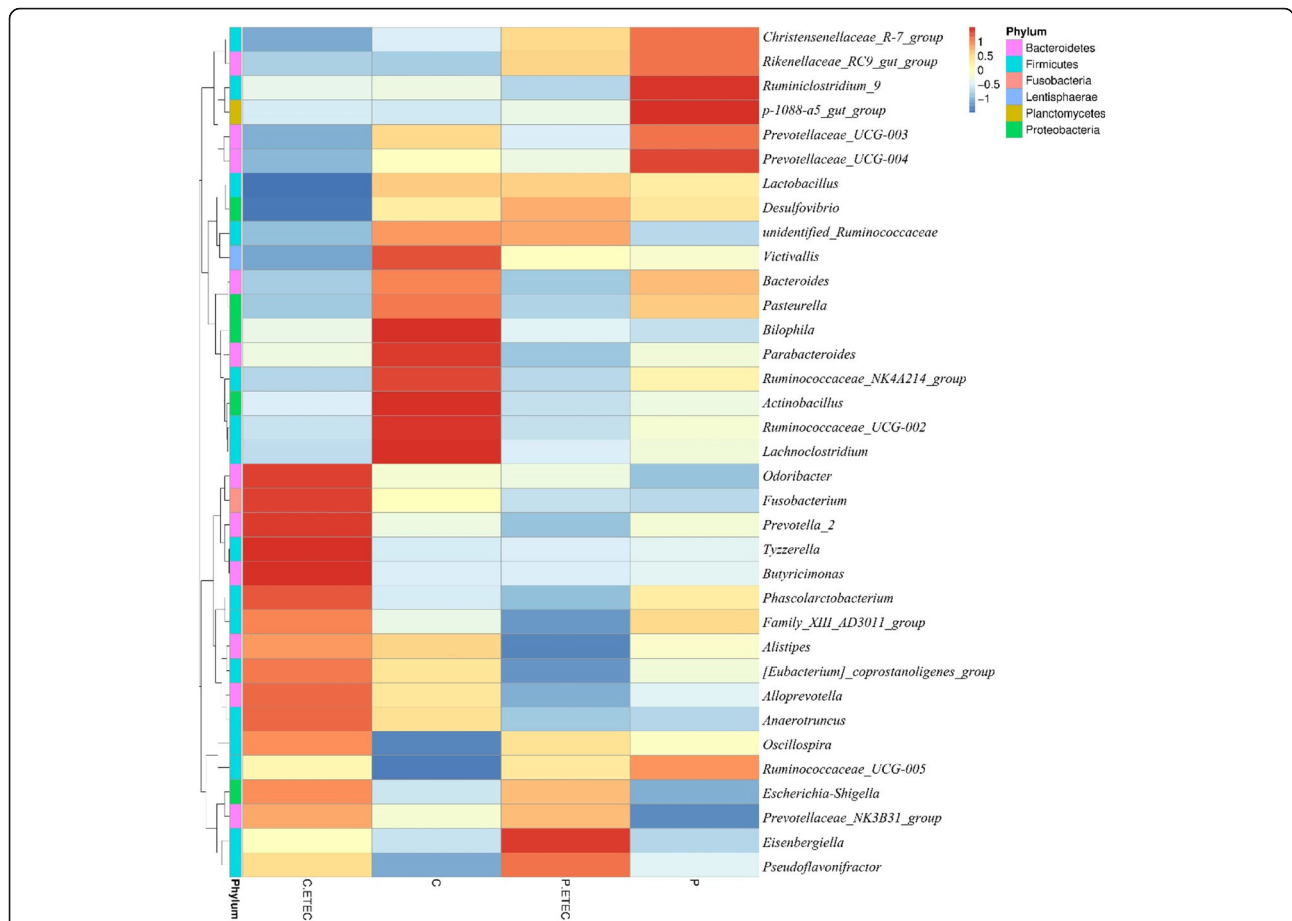 Christensenellaceae_R-7_group
Rikenellaceae_RC9_gut_group
Ruminiclostridium_9
p-1088-a5_gut_group
Prevotellaceae_UCG-003
Prevotellaceae_UCG-004
Lactobacillus
Desulfovibrio
unidentified_Ruminococcaceae
Victivallis
Bacteroides
Pasteurella
Bilophila
Parabacteroides
Ruminococcaceae_NK4A214_group
Actinobacillus
Ruminococcaceae_UCG-002
Lachnoclostridium
Odoribacter
Fusobacterium
Prevotella_2
Tyzzerella
Butyricimonas
Phascolarctobacterium
Family_XIII_AD3011_group
Alistipes
[Eubacterium]_coprostanoligenes_group
Alloprevotella
Anaerotruncus
Oscillospira
Ruminococcaceae_UCG-005
Escherichia-Shigella
Prevotellaceae_NK3B31_group
Eisenbergiella
Pseudoflavonifractor
1
0.5
0
−0.5
−1
Phylum
Bacteroidetes
Firmicutes
Fusobacteria
Lentisphaerae
Planctomycetes
Proteobacteria
Phylum
C.ETEC
C
P.ETEC
P